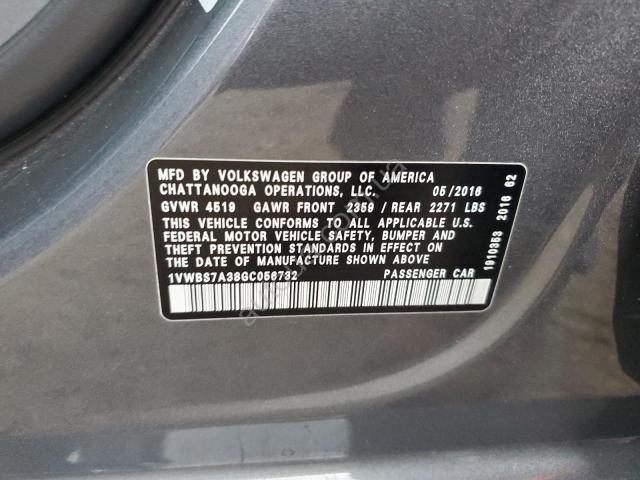 MFD BY VOLKSWAGEN GROUP OF AMERICA
CHATTANOOGA OPERATIONS, LLC. 05/2016
GVWR 4519 GAWR FRONT 2359 / REAR 2271 LBS
THIS VEHICLE CONFORMS TO ALL APPLICABLE U.S.
FEDERAL MOTOR VEHICLE SAFETY, BUMPER AND
THEFT PREVENTION STANDARDS IN EFFECT ON
THE DATE OF MANUFACTURE SHOWN ABOVE
1VWBS7A38GC056732 PASSENGER CAR
1910353 2016 62